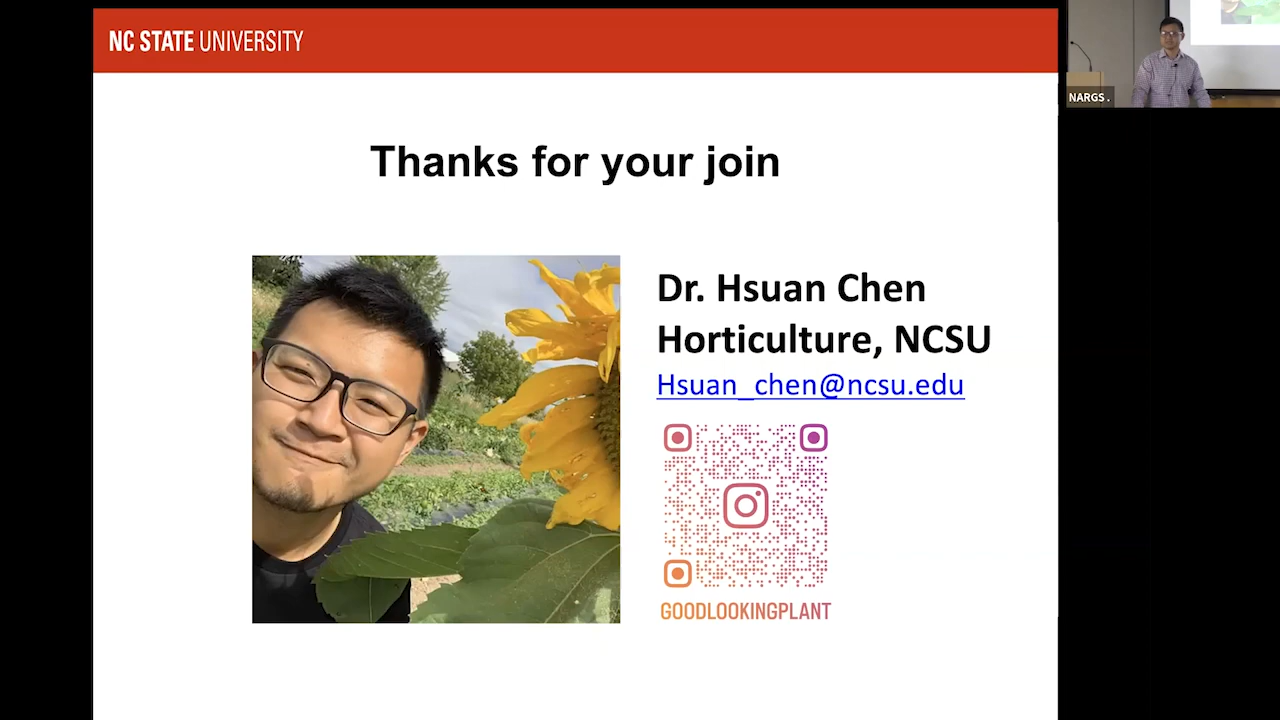 NC STATE UNIVERSITY
NARGS .
Thanks for your join
Dr. Hsuan Chen
Horticulture, NCSU
Hsuan_chen@ncsu.edu
GOODLOOKINGPLANT